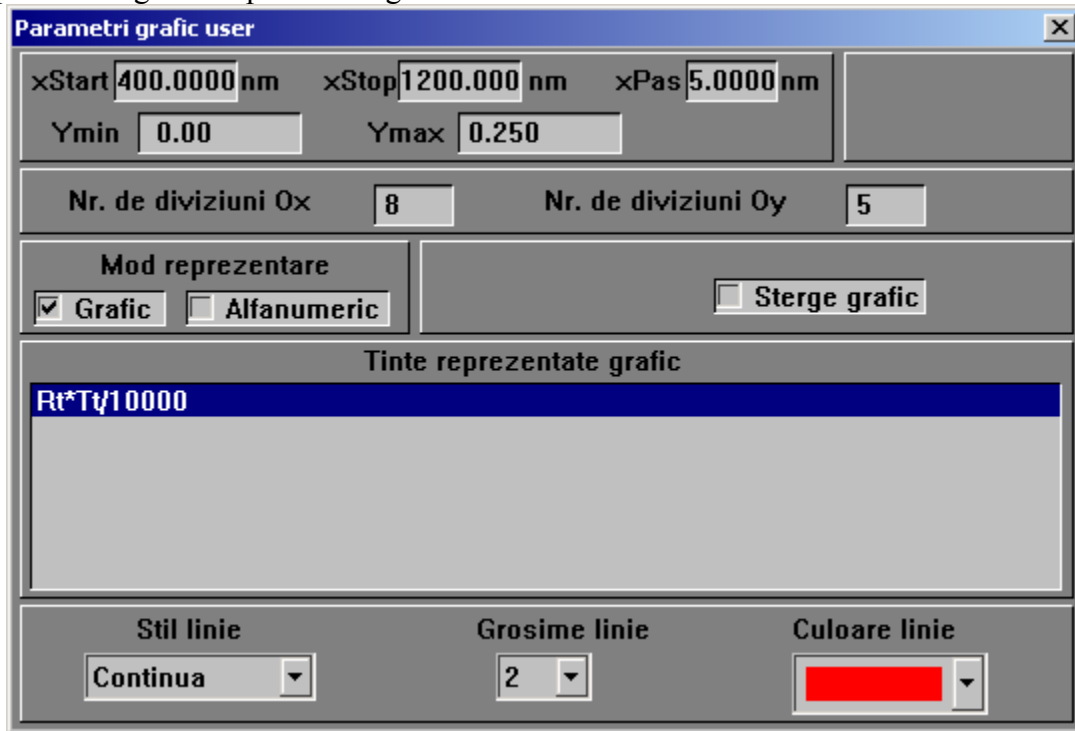 Parametri grafic user
xStart 400.0000 nm xStop 1200.000 nm xPas 5.0000 nm
Ymin 0.00 Ymax 0.250
Nr. de diviziuni Ox 8 Nr. de diviziuni Oy 5
Mod reprezentare
Grafic Alfanumeric Sterge grafic
Tinte reprezentate grafic
Rt*Tt/10000
Stil linie Grosime linie Culoare linie
Continua 2